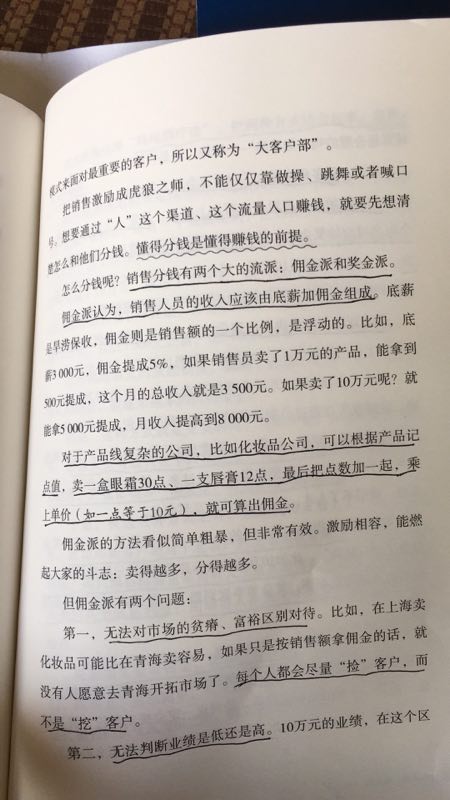 模式来面对最重要的客户，所以又称为“大客户部”。
把销售激励成虎狼之师，不能仅仅靠做操、跳舞或者喊口
号。想要通过“人”这个渠道、这个流量入口赚钱，就要先想清
楚怎么和他们分钱。懂得分钱是懂得赚钱的前提。
怎么分钱呢？销售分钱有两个大的流派：佣金派和奖金派。
佣金派认为，销售人员的收入应该由底薪加佣金组成。底薪
是旱涝保收，佣金则是销售额的一个比例，是浮动的。比如，底
薪3 000元，佣金提成5%，如果销售员卖了1万元的产品，能拿到
500元提成，这个月的总收入就是3 500元。如果卖了10万元呢？就
能拿5 000元提成，月收入提高到8 000元。
对于产品线复杂的公司，比如化妆品公司，可以根据产品记
点值，卖一盒眼霜30点、一支唇膏12点，最后把点数加一起，乘
上单价（如一点等于10元），就可算出佣金。
佣金派的方法看似简单粗暴，但非常有效。激励相容，能燃
起大家的斗志：卖得越多，分得越多。
但佣金派有两个问题：
第一，无法对市场的贫瘠、富裕区别对待。比如，在上海卖
化妆品可能比在青海卖容易，如果只是按销售额拿佣金的话，就
没有人愿意去青海开拓市场了。每个人都会尽量“捡”客户，而
不是“挖”客户。
第二，无法判断业绩是低还是高。10万元的业绩，在这个区